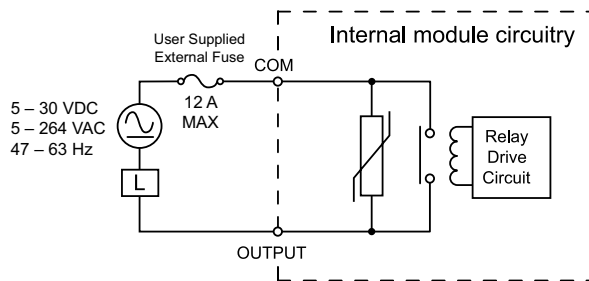 Internal module circuitry
User Supplied
External Fuse
COM
12 A
MAX
5 – 30 VDC
5 – 264 VAC
47 – 63 Hz
L
Relay
Drive
Circuit
OUTPUT